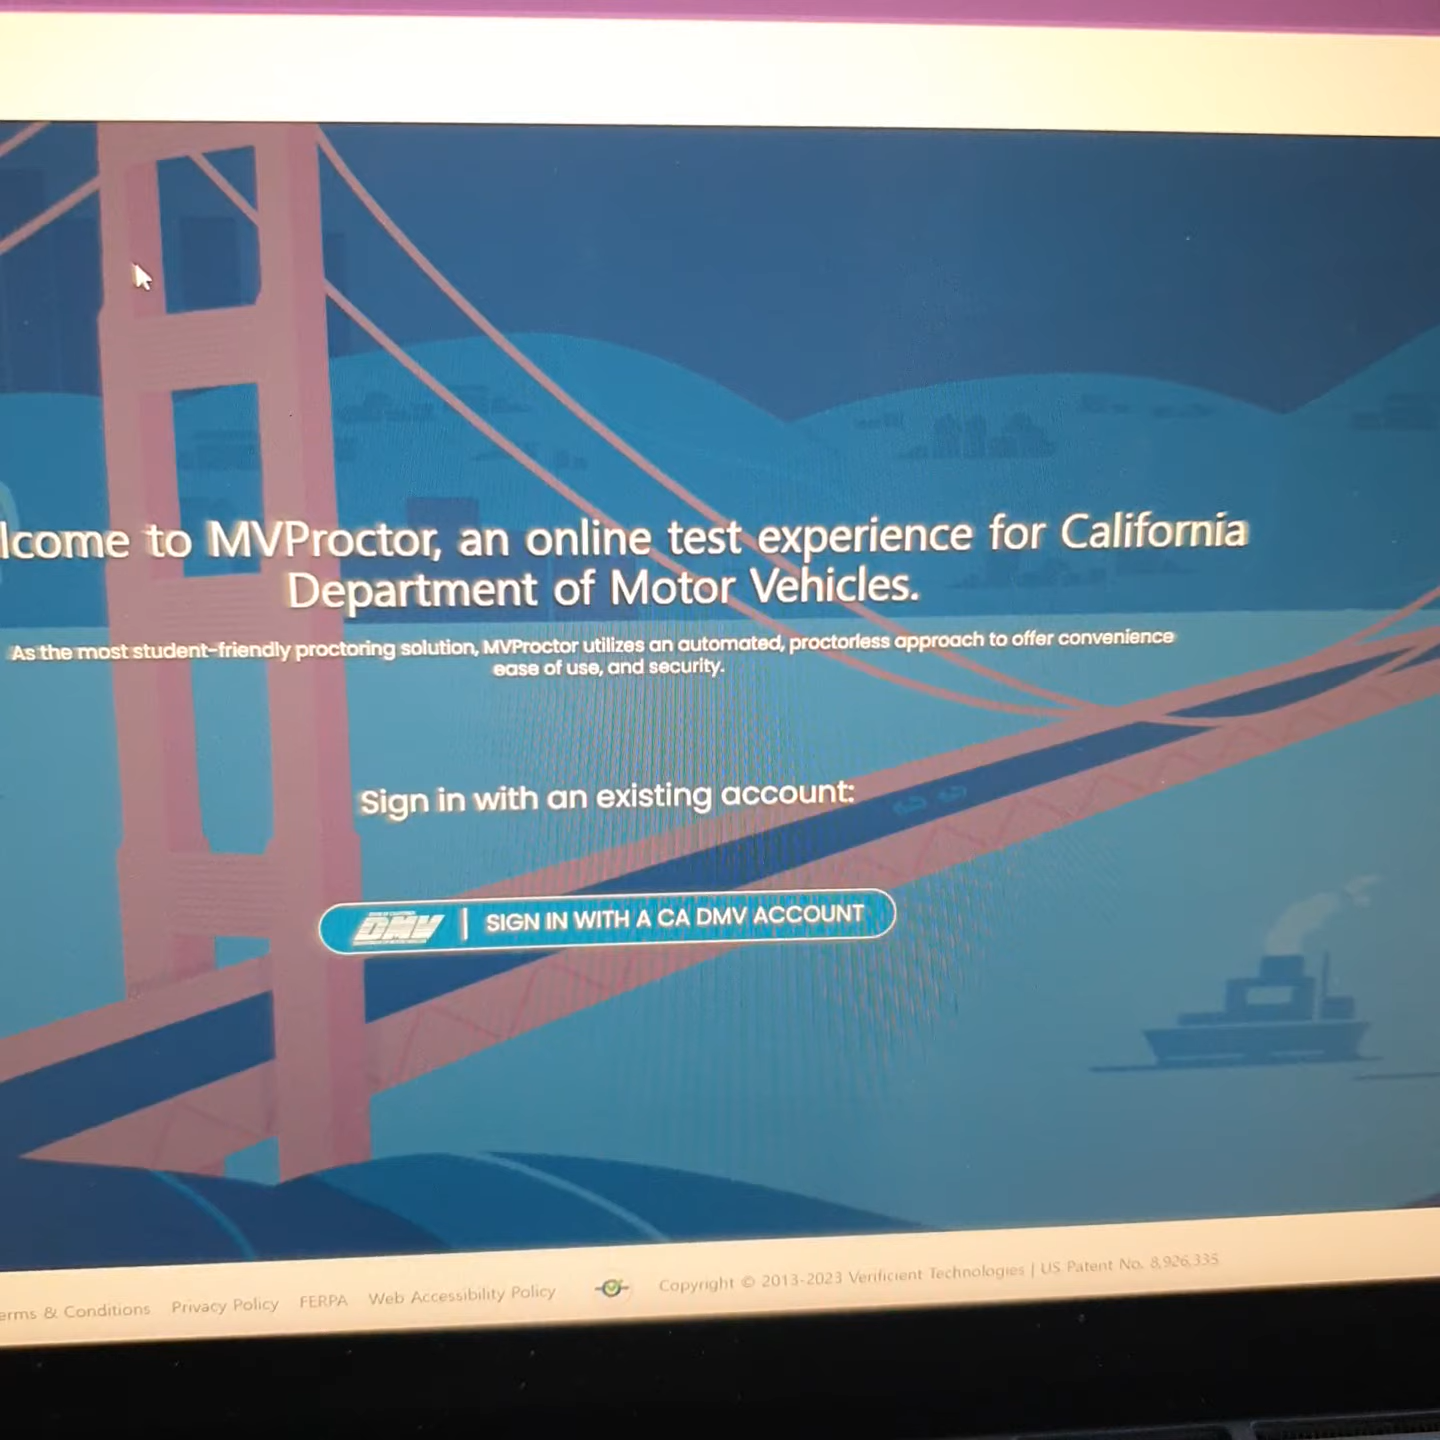 to MVProctor, an online test experience for California
Department of Motor Vehicles.
As the most student-friendly proctoring solution, MVProctor utilizes an automated, proctorless approach to offer convenience
ease of use, and security.
Sign in with an existing account:
DMV | SIGN IN WITH A CA DMV ACCOUNT
& Conditions Privacy Policy FERPA Web Accessibility Policy Copyright © 2013-2023 Verificient Technologies | US Patent No. 8,926,335